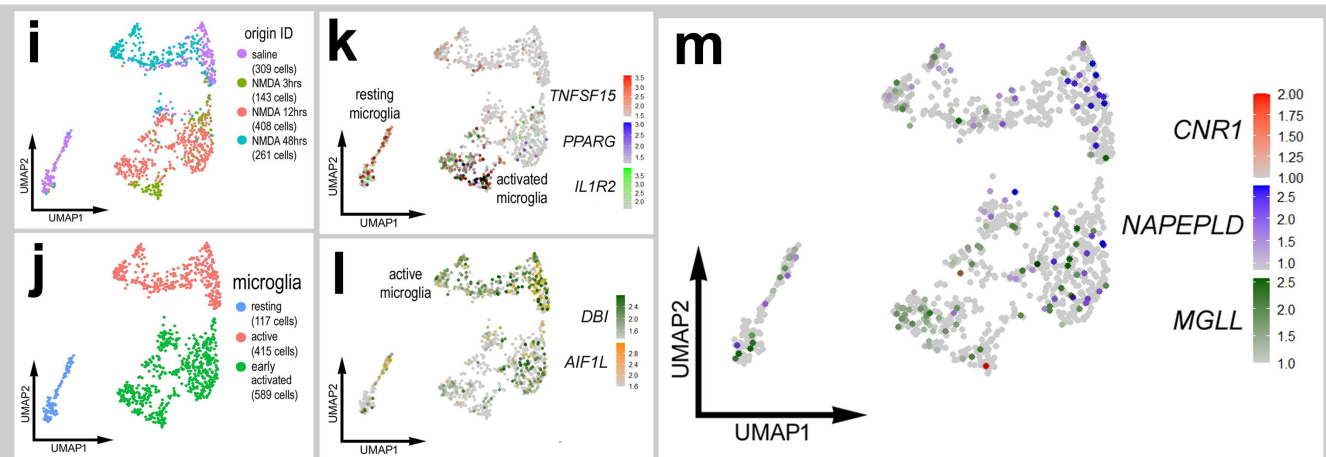 i
origin ID
saline
(309 cells)
NMDA 3hrs
(143 cells)
NMDA 12hrs
(408 cells)
NMDA 48hrs
(261 cells)
UMAP2
UMAP1
j
microglia
resting
(117 cells)
active
(415 cells)
early
activated
(589 cells)
UMAP2
UMAP1
k
resting
microglia
activated
microglia
TNFSF15
3.5
3.0
2.5
2.0
1.5
PPARG
3.0
2.5
2.0
1.5
IL1R2
3.5
3.0
2.5
2.0
UMAP2
UMAP1
l
active
microglia
DBI
2.4
2.0
1.6
AIF1L
2.8
2.4
2.0
1.6
UMAP2
UMAP1
m
CNR1
2.00
1.75
1.50
1.25
1.00
NAPEPLD
2.5
2.0
1.5
1.0
MGLL
2.5
2.0
1.5
1.0
UMAP2
UMAP1